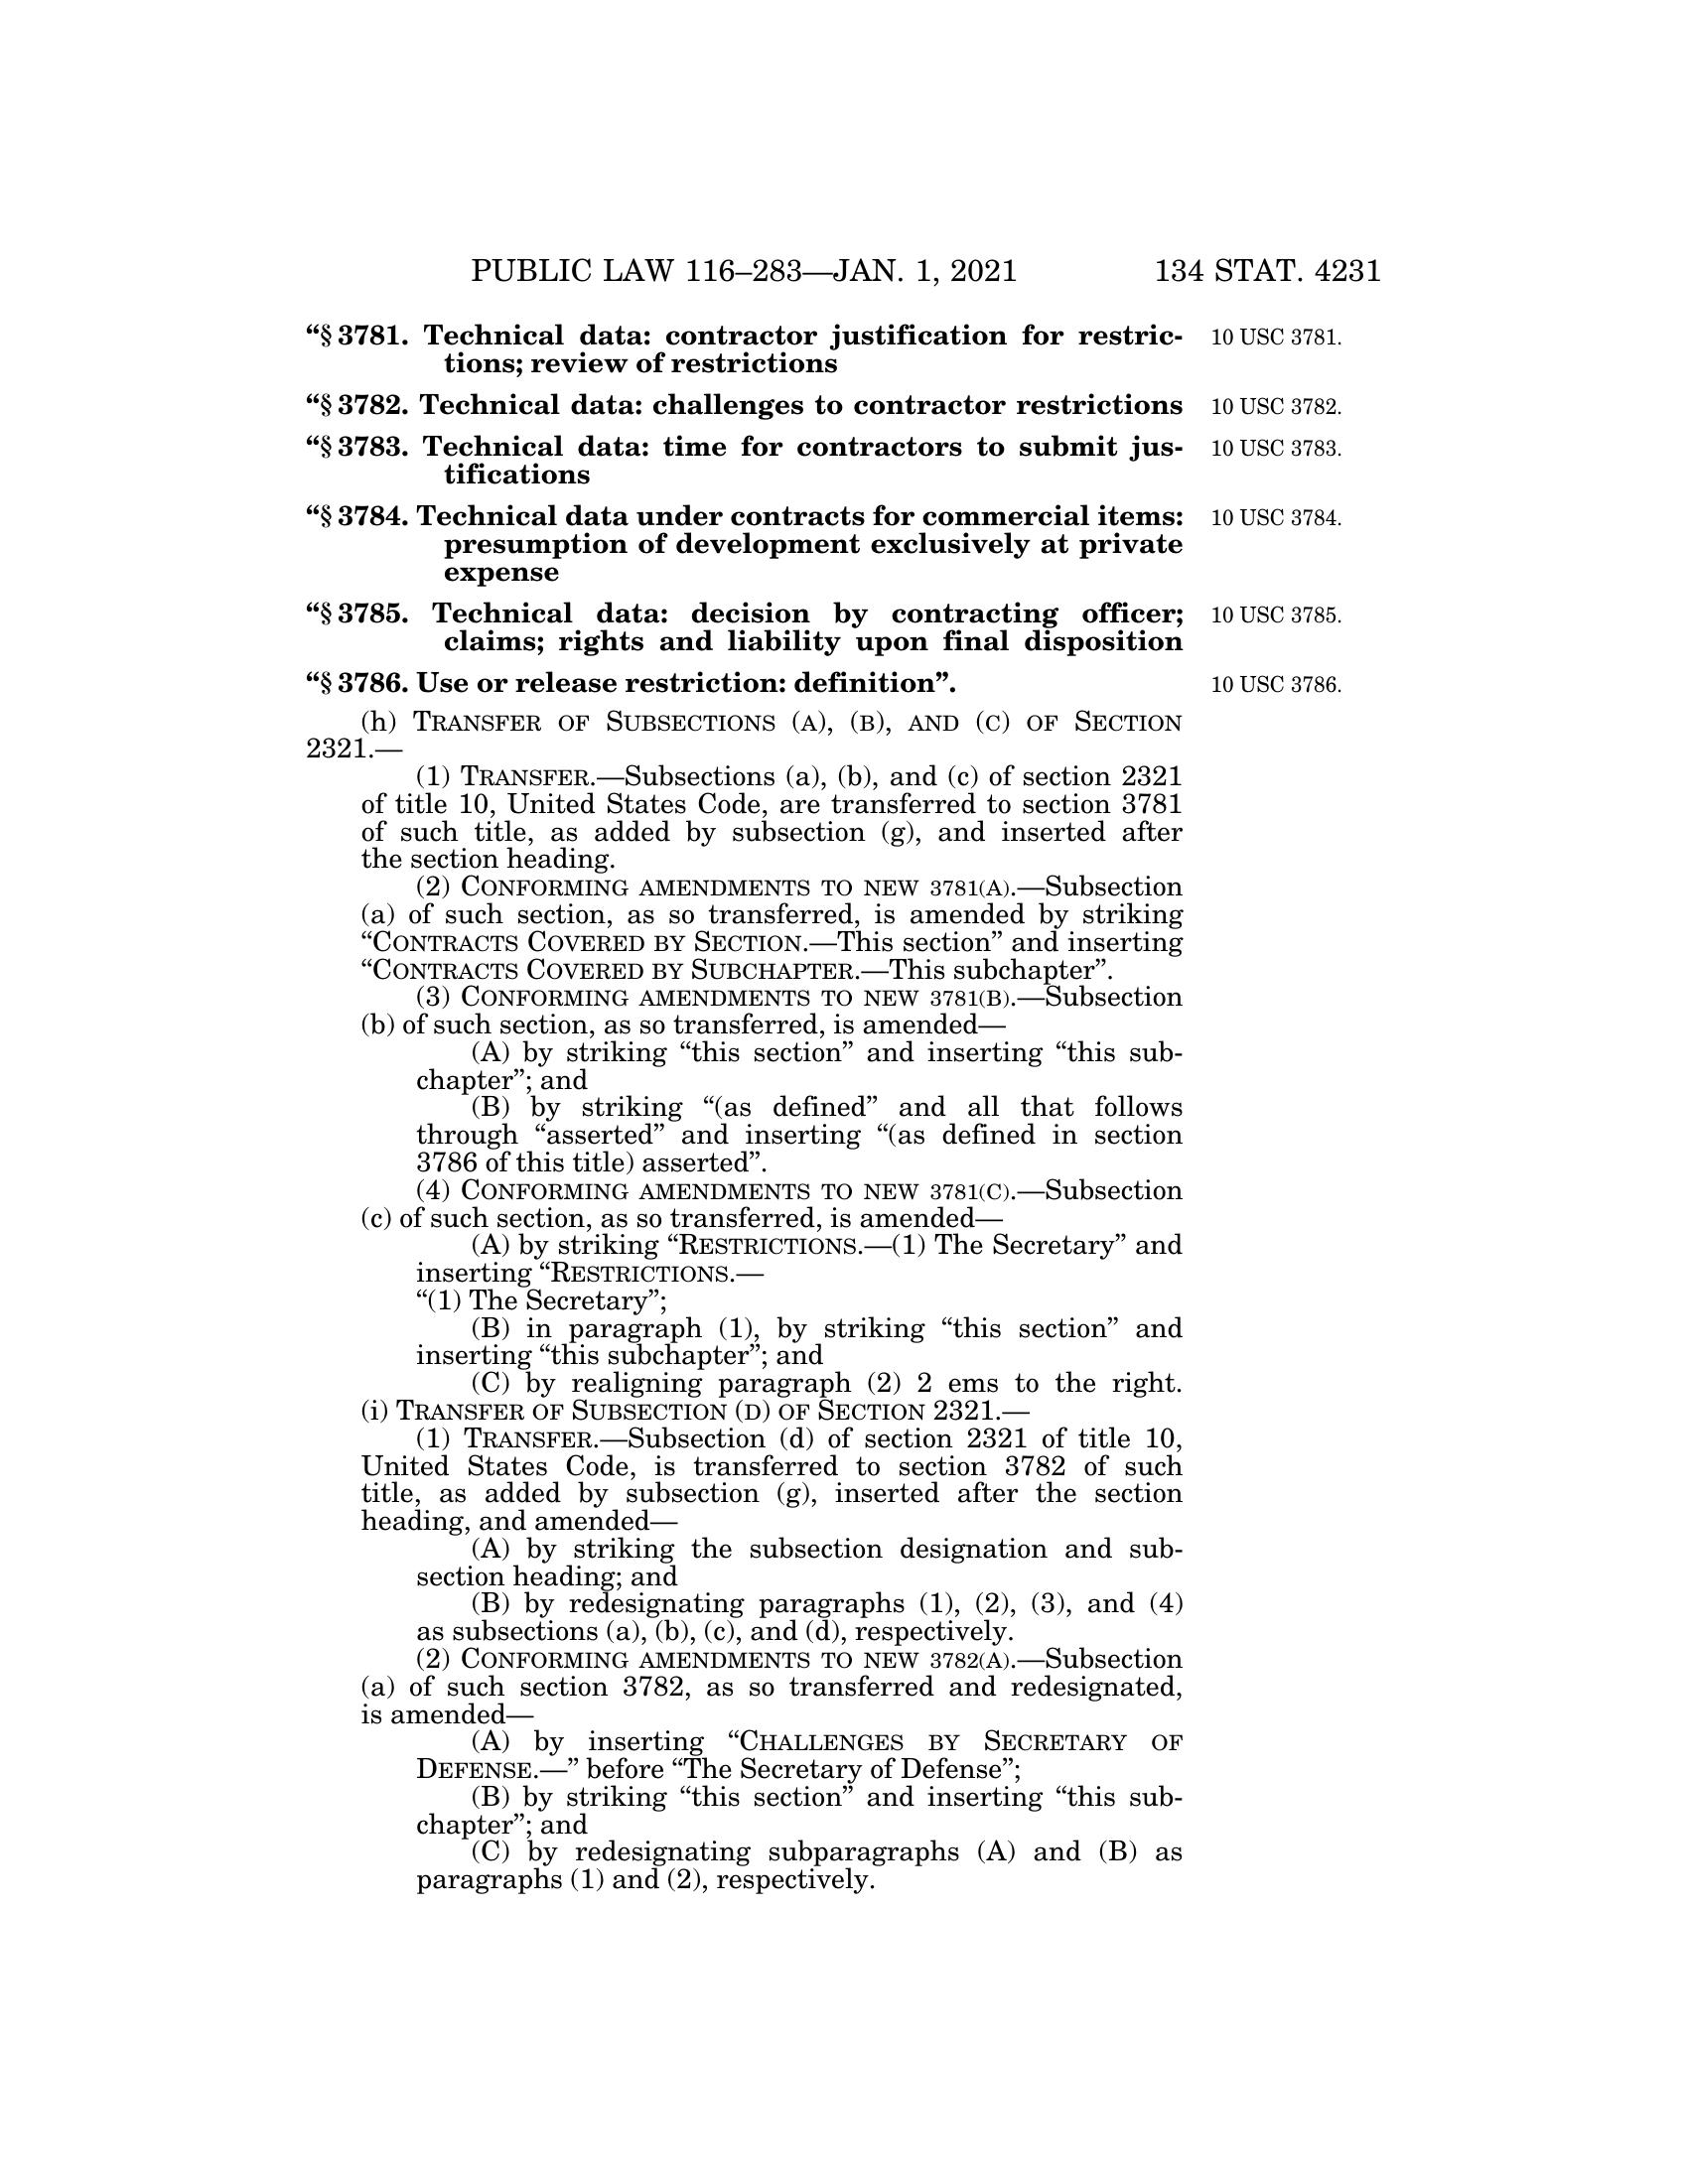 PUBLIC LAW 116–283—JAN. 1, 2021 134 STAT. 4231
“§ 3781. Technical data: contractor justification for restric- 10 USC 3781.
tions; review of restrictions
“§ 3782. Technical data: challenges to contractor restrictions 10 USC 3782.
“§ 3783. Technical data: time for contractors to submit jus- 10 USC 3783.
tifications
“§ 3784. Technical data under contracts for commercial items: 10 USC 3784.
presumption of development exclusively at private
expense
“§ 3785. Technical data: decision by contracting officer; 10 USC 3785.
claims; rights and liability upon final disposition
“§ 3786. Use or release restriction: definition”. 10 USC 3786.
(h) TRANSFER OF SUBSECTIONS (A), (B), AND (C) OF SECTION
2321.—
(1) TRANSFER.—Subsections (a), (b), and (c) of section 2321
of title 10, United States Code, are transferred to section 3781
of such title, as added by subsection (g), and inserted after
the section heading.
(2) CONFORMING AMENDMENTS TO NEW 3781(A).—Subsection
(a) of such section, as so transferred, is amended by striking
“CONTRACTS COVERED BY SECTION.—This section” and inserting
“CONTRACTS COVERED BY SUBCHAPTER.—This subchapter”.
(3) CONFORMING AMENDMENTS TO NEW 3781(B).—Subsection
(b) of such section, as so transferred, is amended—
(A) by striking “this section” and inserting “this sub-
chapter”; and
(B) by striking “(as defined” and all that follows
through “asserted” and inserting “(as defined in section
3786 of this title) asserted”.
(4) CONFORMING AMENDMENTS TO NEW 3781(C).—Subsection
(c) of such section, as so transferred, is amended—
(A) by striking “RESTRICTIONS.—(1) The Secretary” and
inserting “RESTRICTIONS.—
“(1) The Secretary”;
(B) in paragraph (1), by striking “this section” and
inserting “this subchapter”; and
(C) by realigning paragraph (2) 2 ems to the right.
(i) TRANSFER OF SUBSECTION (D) OF SECTION 2321.—
(1) TRANSFER.—Subsection (d) of section 2321 of title 10,
United States Code, is transferred to section 3782 of such
title, as added by subsection (g), inserted after the section
heading, and amended—
(A) by striking the subsection designation and sub-
section heading; and
(B) by redesignating paragraphs (1), (2), (3), and (4)
as subsections (a), (b), (c), and (d), respectively.
(2) CONFORMING AMENDMENTS TO NEW 3782(A).—Subsection
(a) of such section 3782, as so transferred and redesignated,
is amended—
(A) by inserting “CHALLENGES BY SECRETARY OF
DEFENSE.—” before “The Secretary of Defense”;
(B) by striking “this section” and inserting “this sub-
chapter”; and
(C) by redesignating subparagraphs (A) and (B) as
paragraphs (1) and (2), respectively.